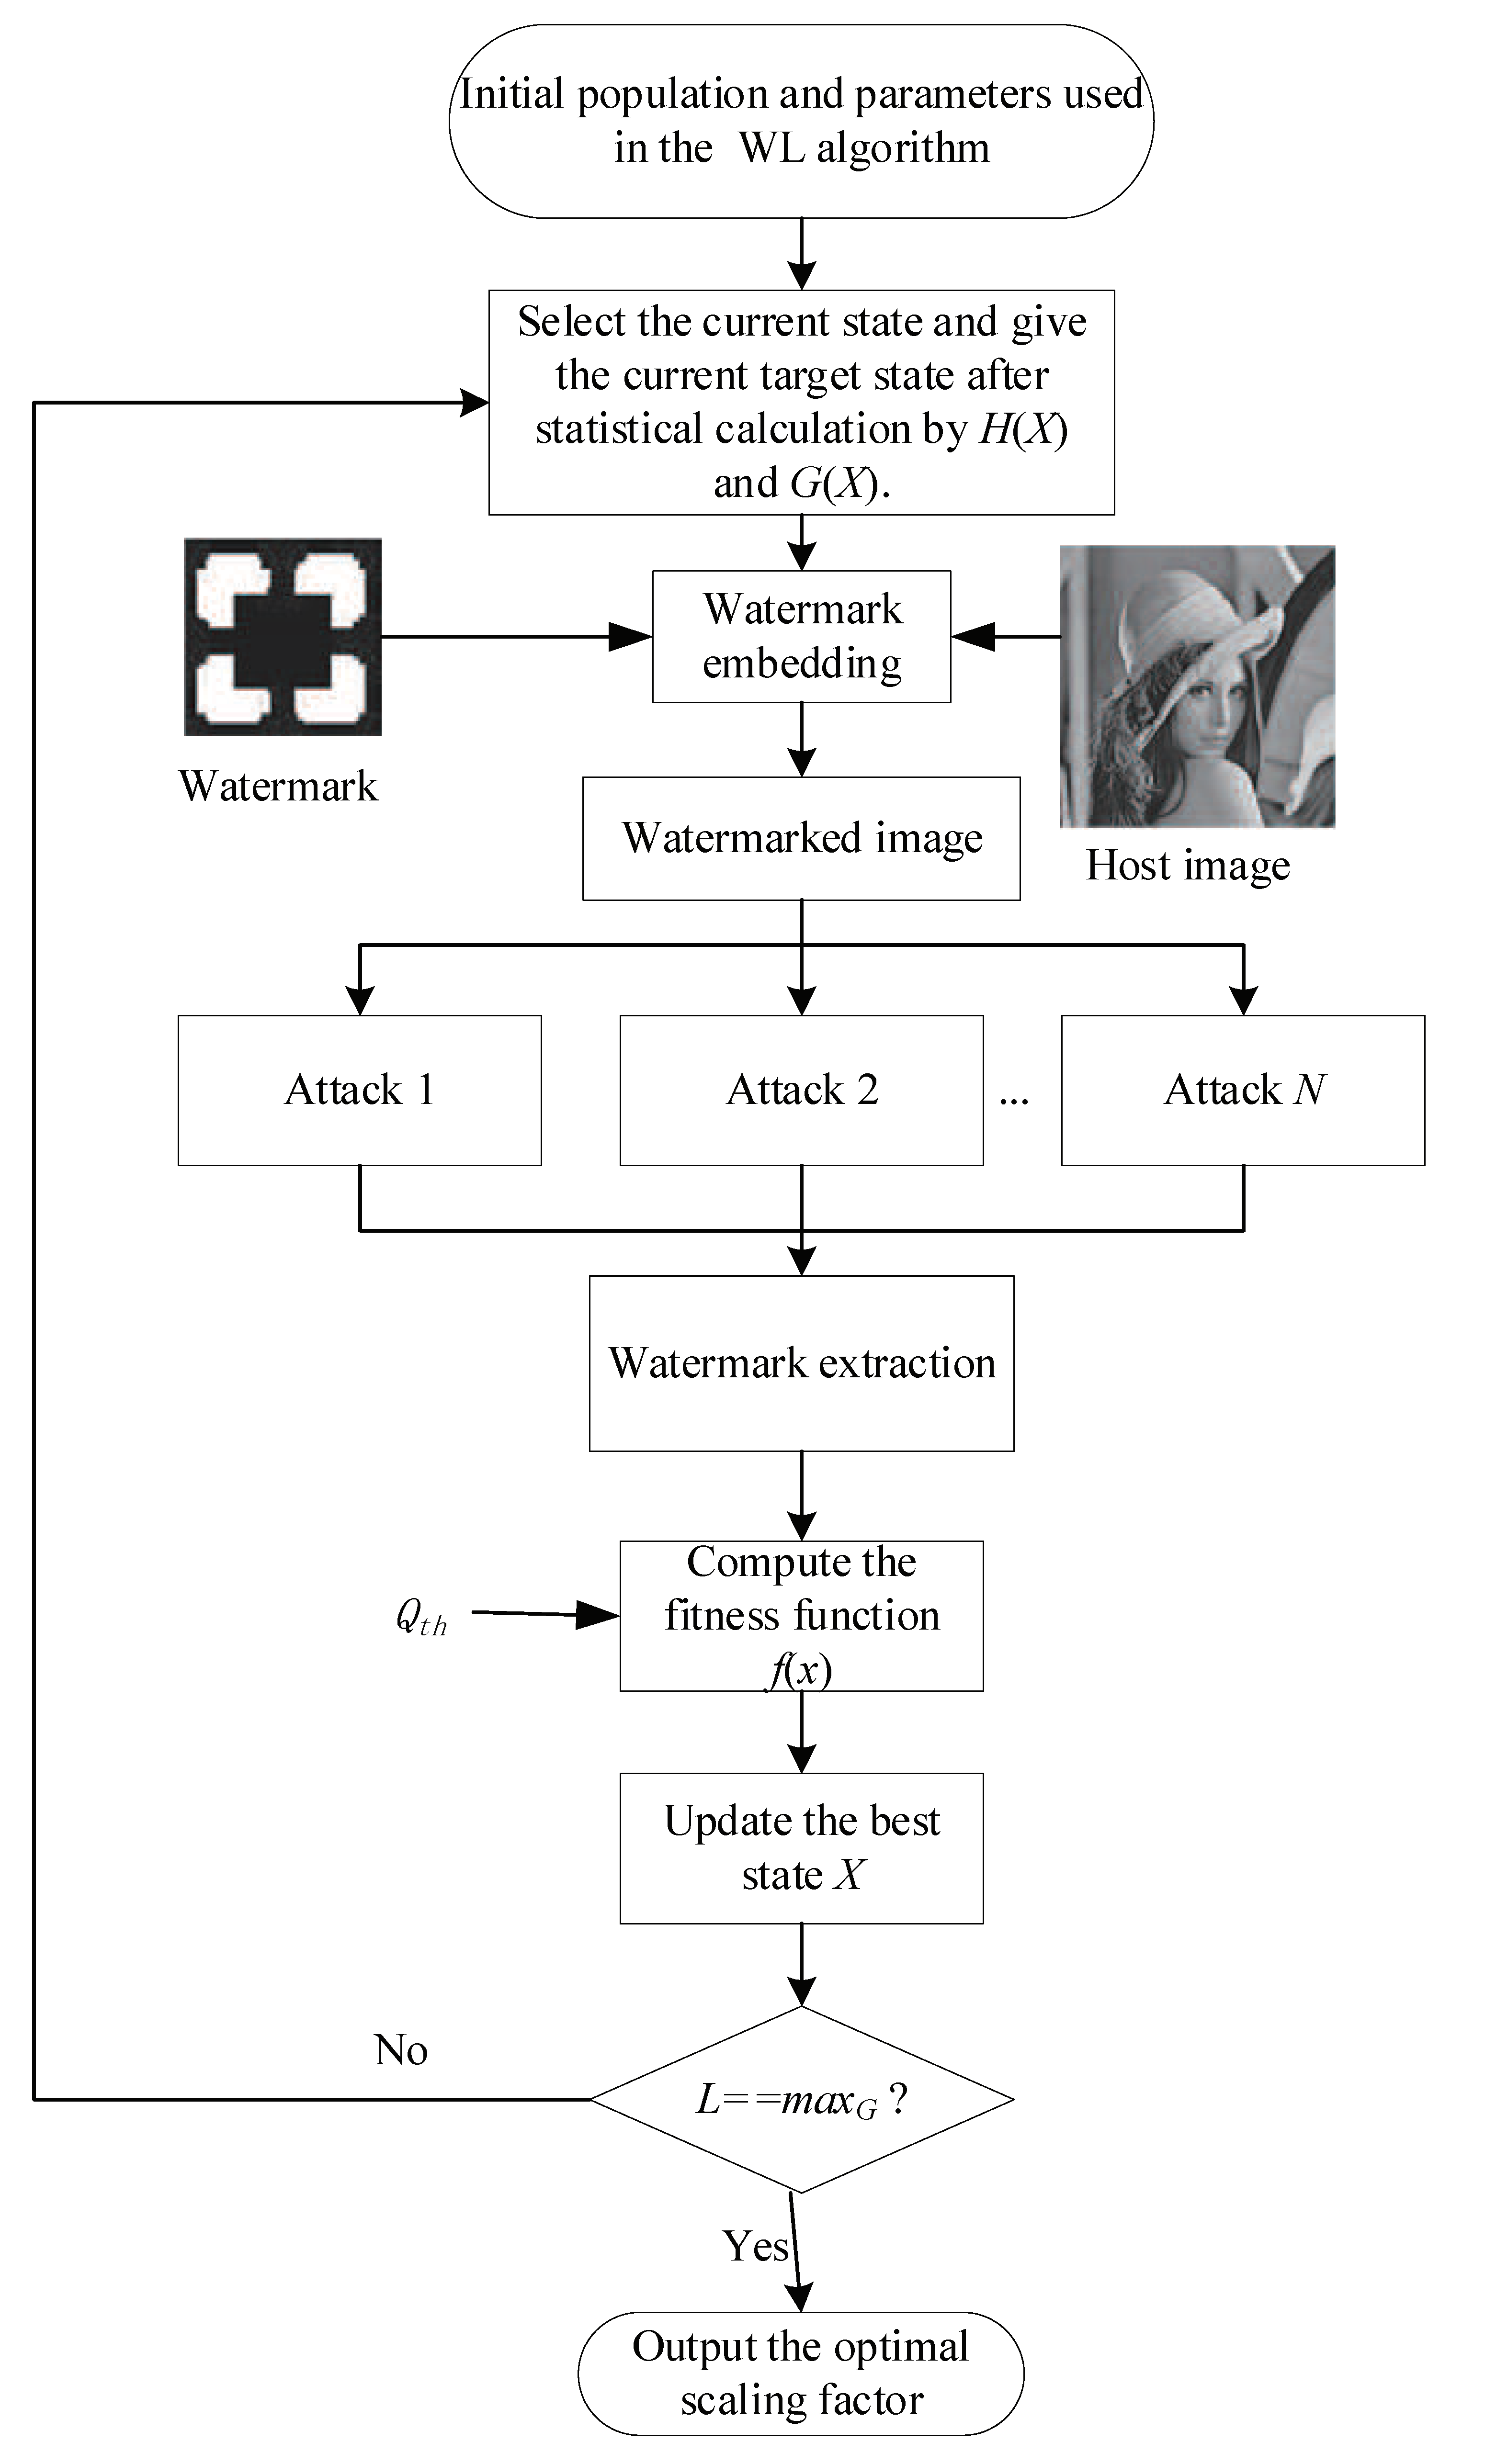 Initial population and parameters used
in the WL algorithm
Select the current state and give
the current target state after
statistical calculation by H(X)
and G(X).
Watermark
embedding
Watermark
Host image
Watermarked image
Attack 1
Attack 2
...
Attack N
Watermark extraction
Compute the
fitness function
f(x)
Qth
Update the best
state X
No
L==maxG ?
Yes
Output the optimal
scaling factor